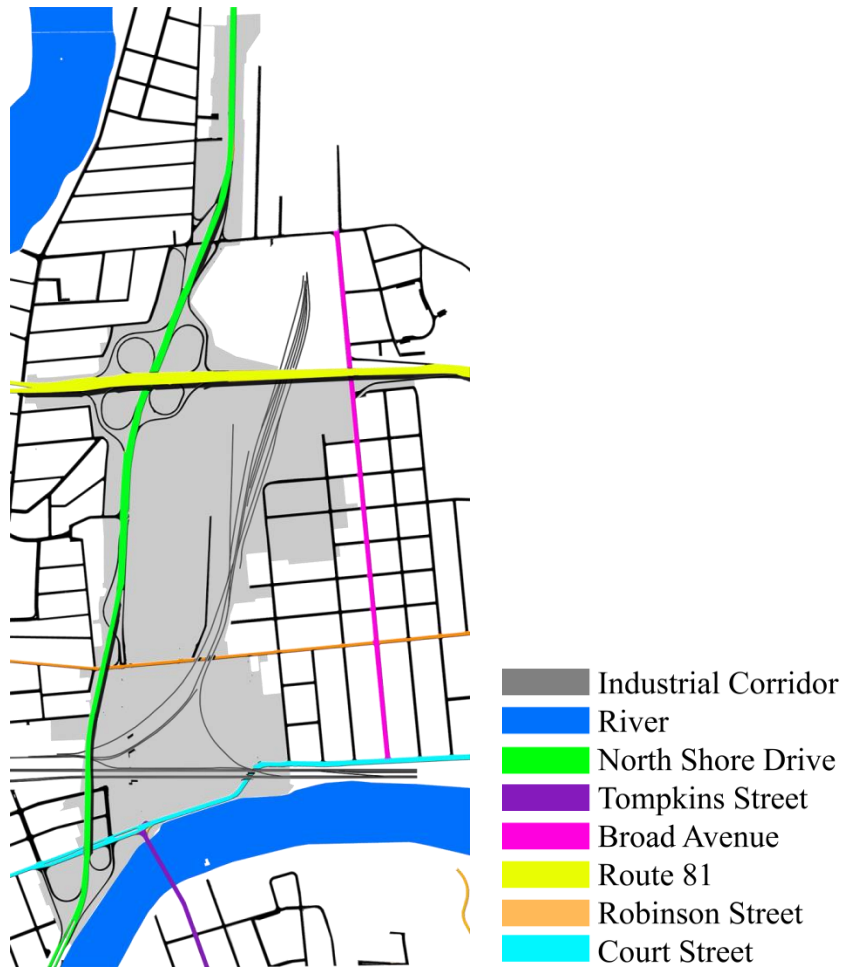 Industrial Corridor
River
North Shore Drive
Tompkins Street
Broad Avenue
Route 81
Robinson Street
Court Street